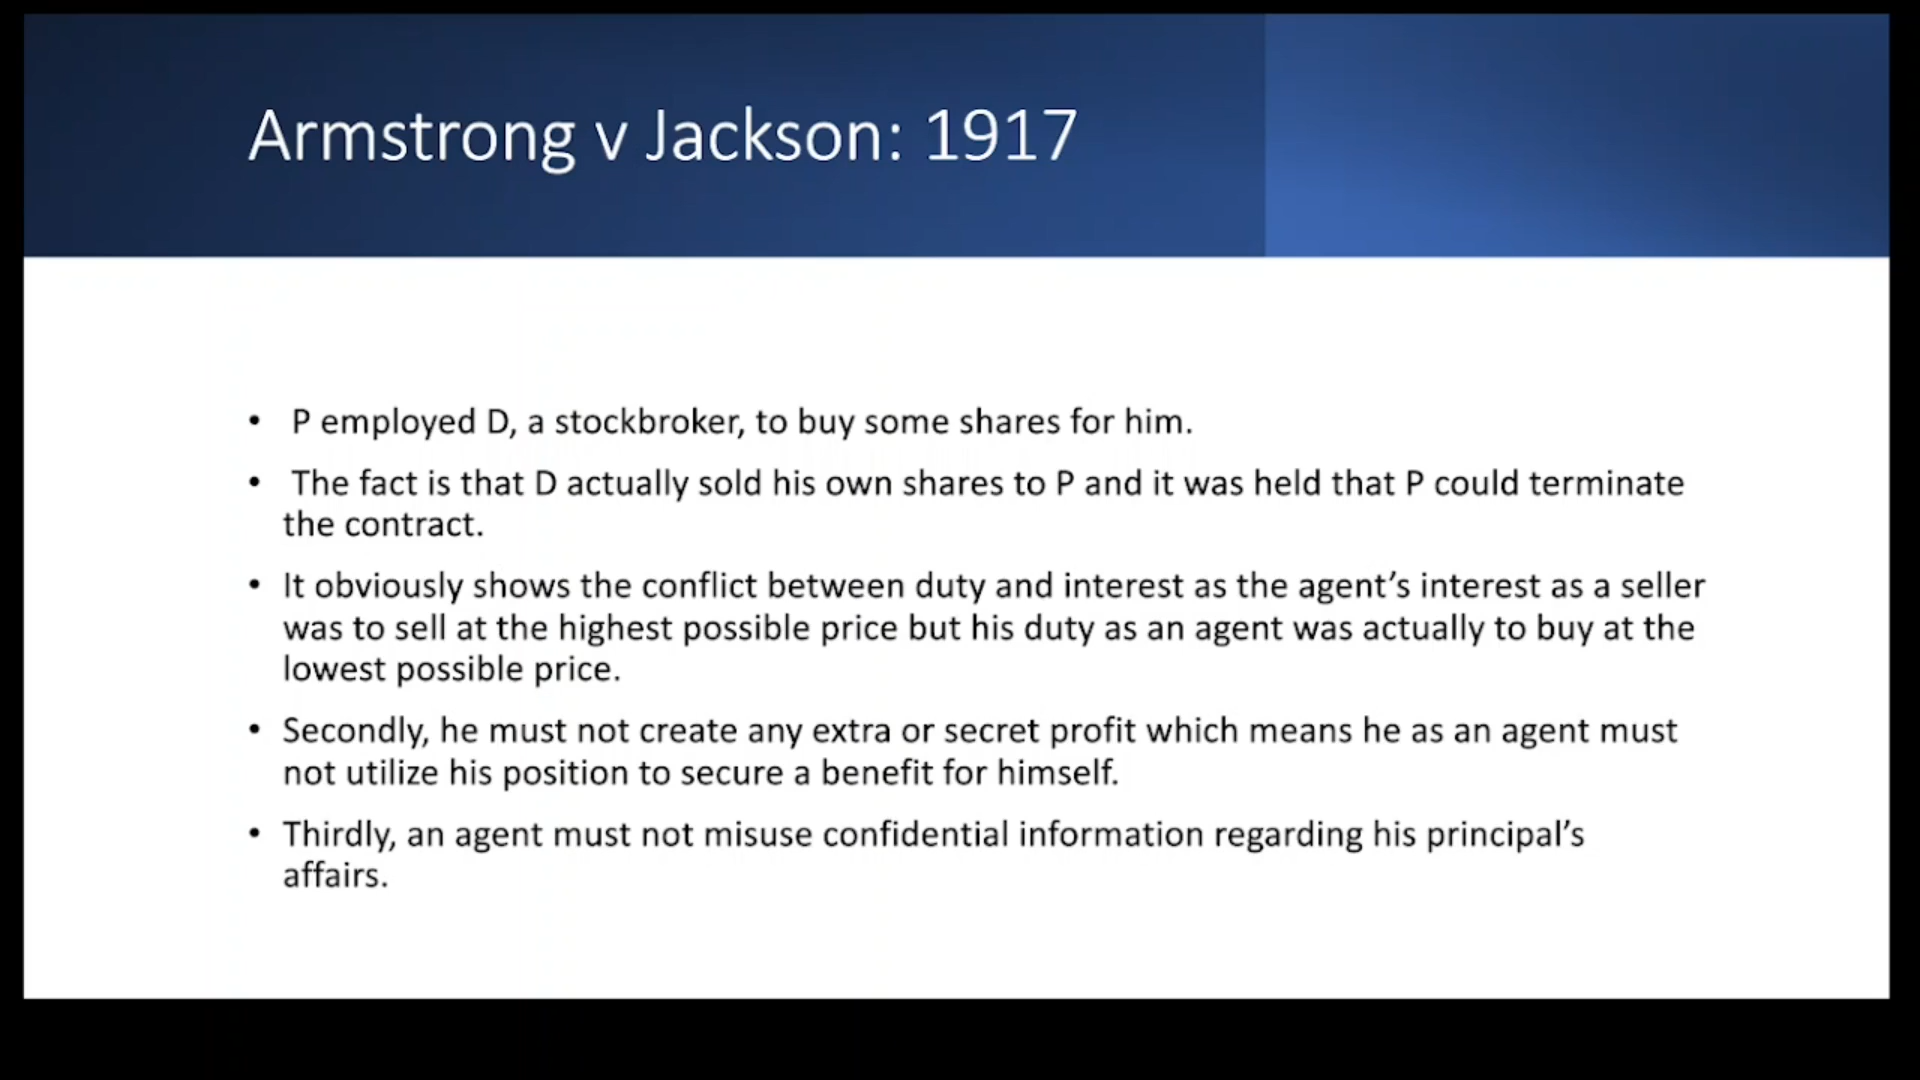 Armstrong v Jackson: 1917
• P employed D, a stockbroker, to buy some shares for him.
• The fact is that D actually sold his own shares to P and it was held that P could terminate
the contract.
• It obviously shows the conflict between duty and interest as the agent’s interest as a seller
was to sell at the highest possible price but his duty as an agent was actually to buy at the
lowest possible price.
• Secondly, he must not create any extra or secret profit which means he as an agent must
not utilize his position to secure a benefit for himself.
• Thirdly, an agent must not misuse confidential information regarding his principal’s
affairs.